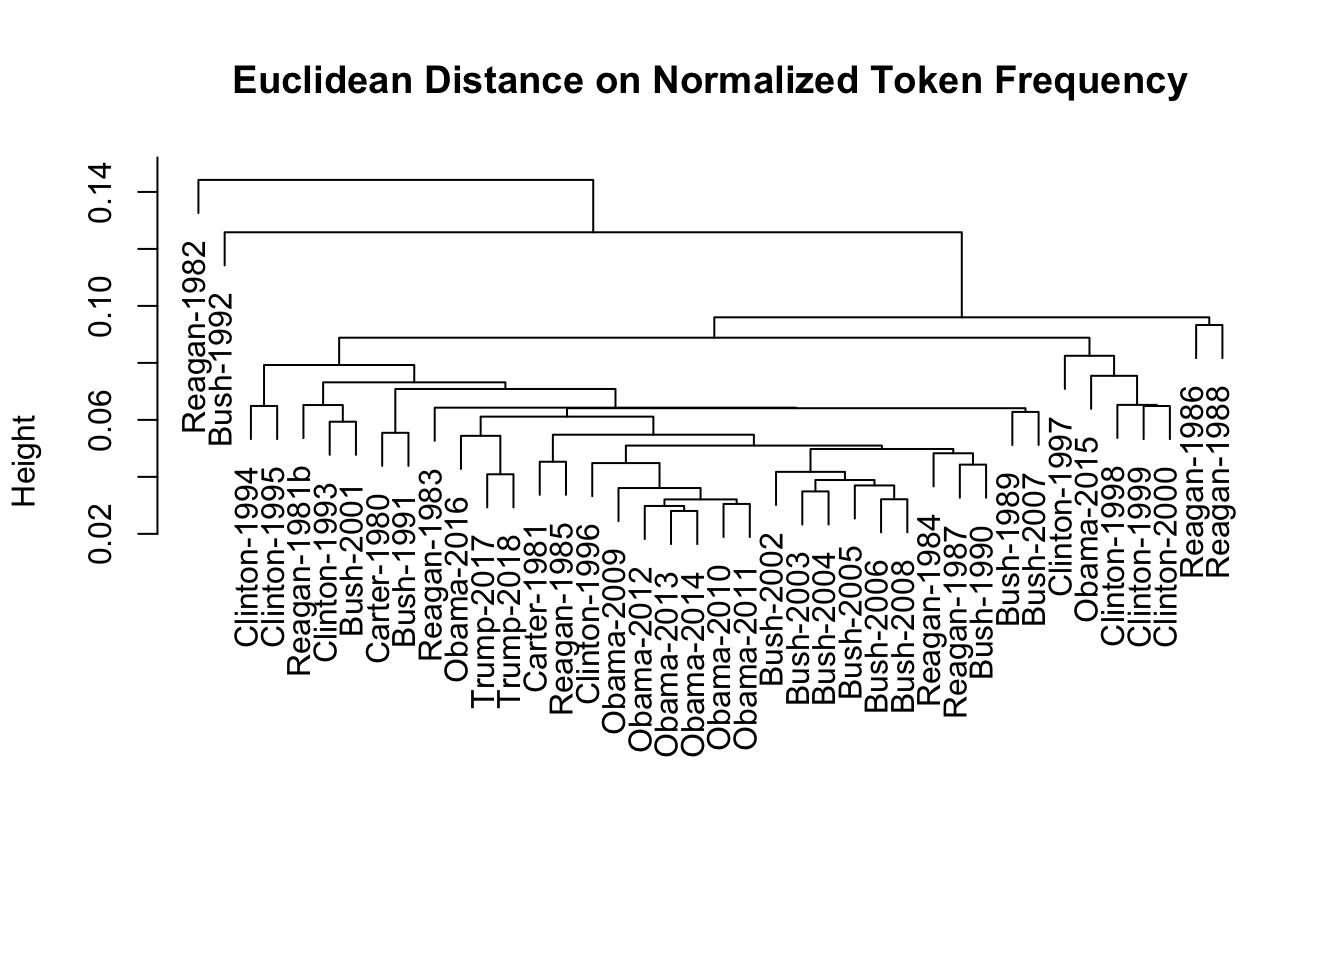 Euclidean Distance on Normalized Token Frequency
Height
0.14
0.10
0.06
0.02
Reagan-1982
Bush-1992
Clinton-1994
Clinton-1995
Reagan-1981b
Clinton-1993
Bush-2001
Carter-1980
Bush-1991
Reagan-1983
Obama-2016
Trump-2017
Trump-2018
Carter-1981
Reagan-1985
Clinton-1996
Obama-2009
Obama-2012
Obama-2013
Obama-2014
Obama-2010
Obama-2011
Bush-2002
Bush-2003
Bush-2004
Bush-2005
Bush-2006
Bush-2008
Reagan-1984
Reagan-1987
Bush-1990
Bush-1989
Bush-2007
Clinton-1997
Obama-2015
Clinton-1998
Clinton-1999
Clinton-2000
Reagan-1986
Reagan-1988